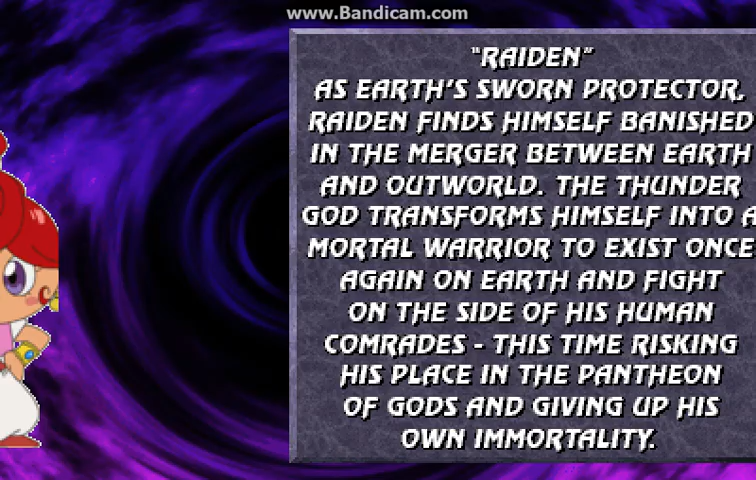 www.Bandicam.com
"RAIDEN"
AS EARTH'S SWORN PROTECTOR,
RAIDEN FINDS HIMSELF BANISHED
IN THE MERGER BETWEEN EARTH
AND OUTWORLD. THE THUNDER
GOD TRANSFORMS HIMSELF INTO A
MORTAL WARRIOR TO EXIST ONCE
AGAIN ON EARTH AND FIGHT
ON THE SIDE OF HIS HUMAN
COMRADES - THIS TIME RISKING
HIS PLACE IN THE PANTHEON
OF GODS AND GIVING UP HIS
OWN IMMORTALITY.